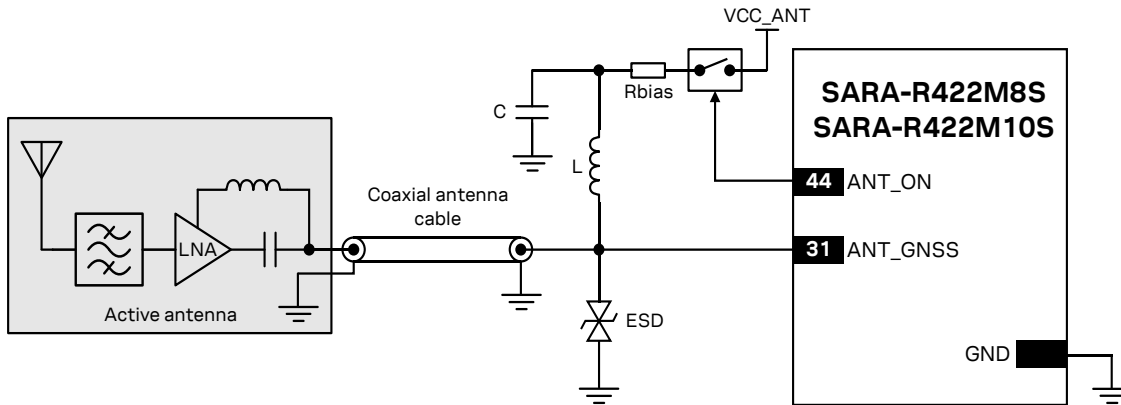 VCC_ANT
Rbias
C
L
SARA-R422M8S
SARA-R422M10S
44 ANT_ON
Coaxial antenna
cable
LNA
31 ANT_GNSS
Active antenna
ESD
GND